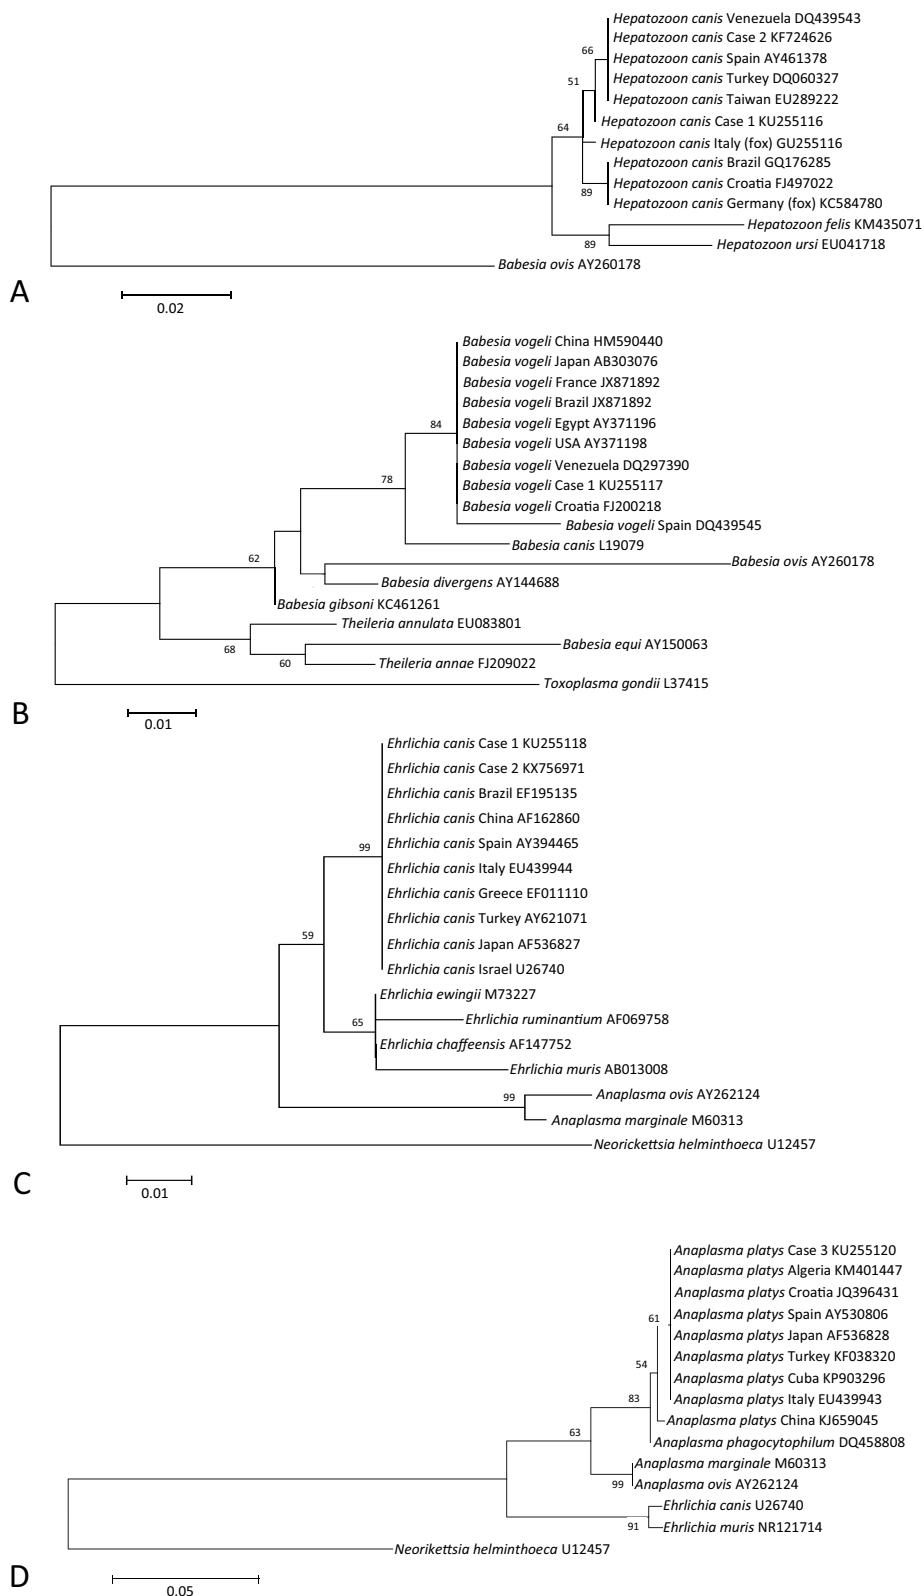 Hepatozoon canis Venezuela DQ439543
Hepatozoon canis Case 2 KF724626
66
Hepatozoon canis Spain AY461378
Hepatozoon canis Turkey DQ060327
51
Hepatozoon canis Taiwan EU289222
Hepatozoon canis Case 1 KU255116
64
Hepatozoon canis Italy (fox) GU255116
Hepatozoon canis Brazil GQ176285
Hepatozoon canis Croatia FJ497022
89
Hepatozoon canis Germany (fox) KC584780
Hepatozoon felis KM435071
89
Hepatozoon ursi EU041718
Babesia ovis AY260178
A
0.02
Babesia vogeli China HM590440
Babesia vogeli Japan AB303076
Babesia vogeli France JX871892
Babesia vogeli Brazil JX871892
84
Babesia vogeli Egypt AY371196
Babesia vogeli USA AY371198
Babesia vogeli Venezuela DQ297390
78
Babesia vogeli Case 1 KU255117
Babesia vogeli Croatia FJ200218
Babesia vogeli Spain DQ439545
Babesia canis L19079
62
Babesia ovis AY260178
Babesia divergens AY144688
Babesia gibsoni KC461261
Theileria annulata EU083801
68
Babesia equi AY150063
60
Theileria annae FJ209022
Toxoplasma gondii L37415
B
0.01
Ehrlichia canis Case 1 KU255118
Ehrlichia canis Case 2 KX756971
Ehrlichia canis Brazil EF195135
Ehrlichia canis China AF162860
99
Ehrlichia canis Spain AY394465
Ehrlichia canis Italy EU439944
Ehrlichia canis Greece EF011110
Ehrlichia canis Turkey AY621071
59
Ehrlichia canis Japan AF536827
Ehrlichia canis Israel U26740
Ehrlichia ewingii M73227
65
Ehrlichia ruminantium AF069758
Ehrlichia chaffeensis AF147752
Ehrlichia muris AB013008
99
Anaplasma ovis AY262124
Anaplasma marginale M60313
Neorickettsia helminthoeca U12457
C
0.01
Anaplasma platys Case 3 KU255120
Anaplasma platys Algeria KM401447
Anaplasma platys Croatia JQ396431
61
Anaplasma platys Spain AY530806
Anaplasma platys Japan AF536828
54
Anaplasma platys Turkey KF038320
Anaplasma platys Cuba KP903296
83
Anaplasma platys Italy EU439943
Anaplasma platys China KJ659045
63
Anaplasma phagocytophilum DQ458808
Anaplasma marginale M60313
99
Anaplasma ovis AY262124
Ehrlichia canis U26740
91
Ehrlichia muris NR121714
Neorikettsia helminthoeca U12457
D
0.05